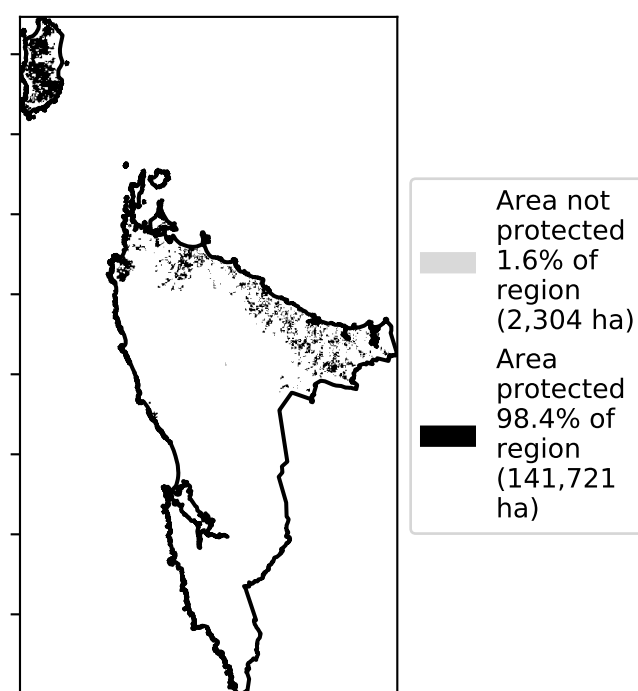 Area not
protected
1.6% of
region
(2,304 ha)
Area
protected
98.4% of
region
(141,721
ha)